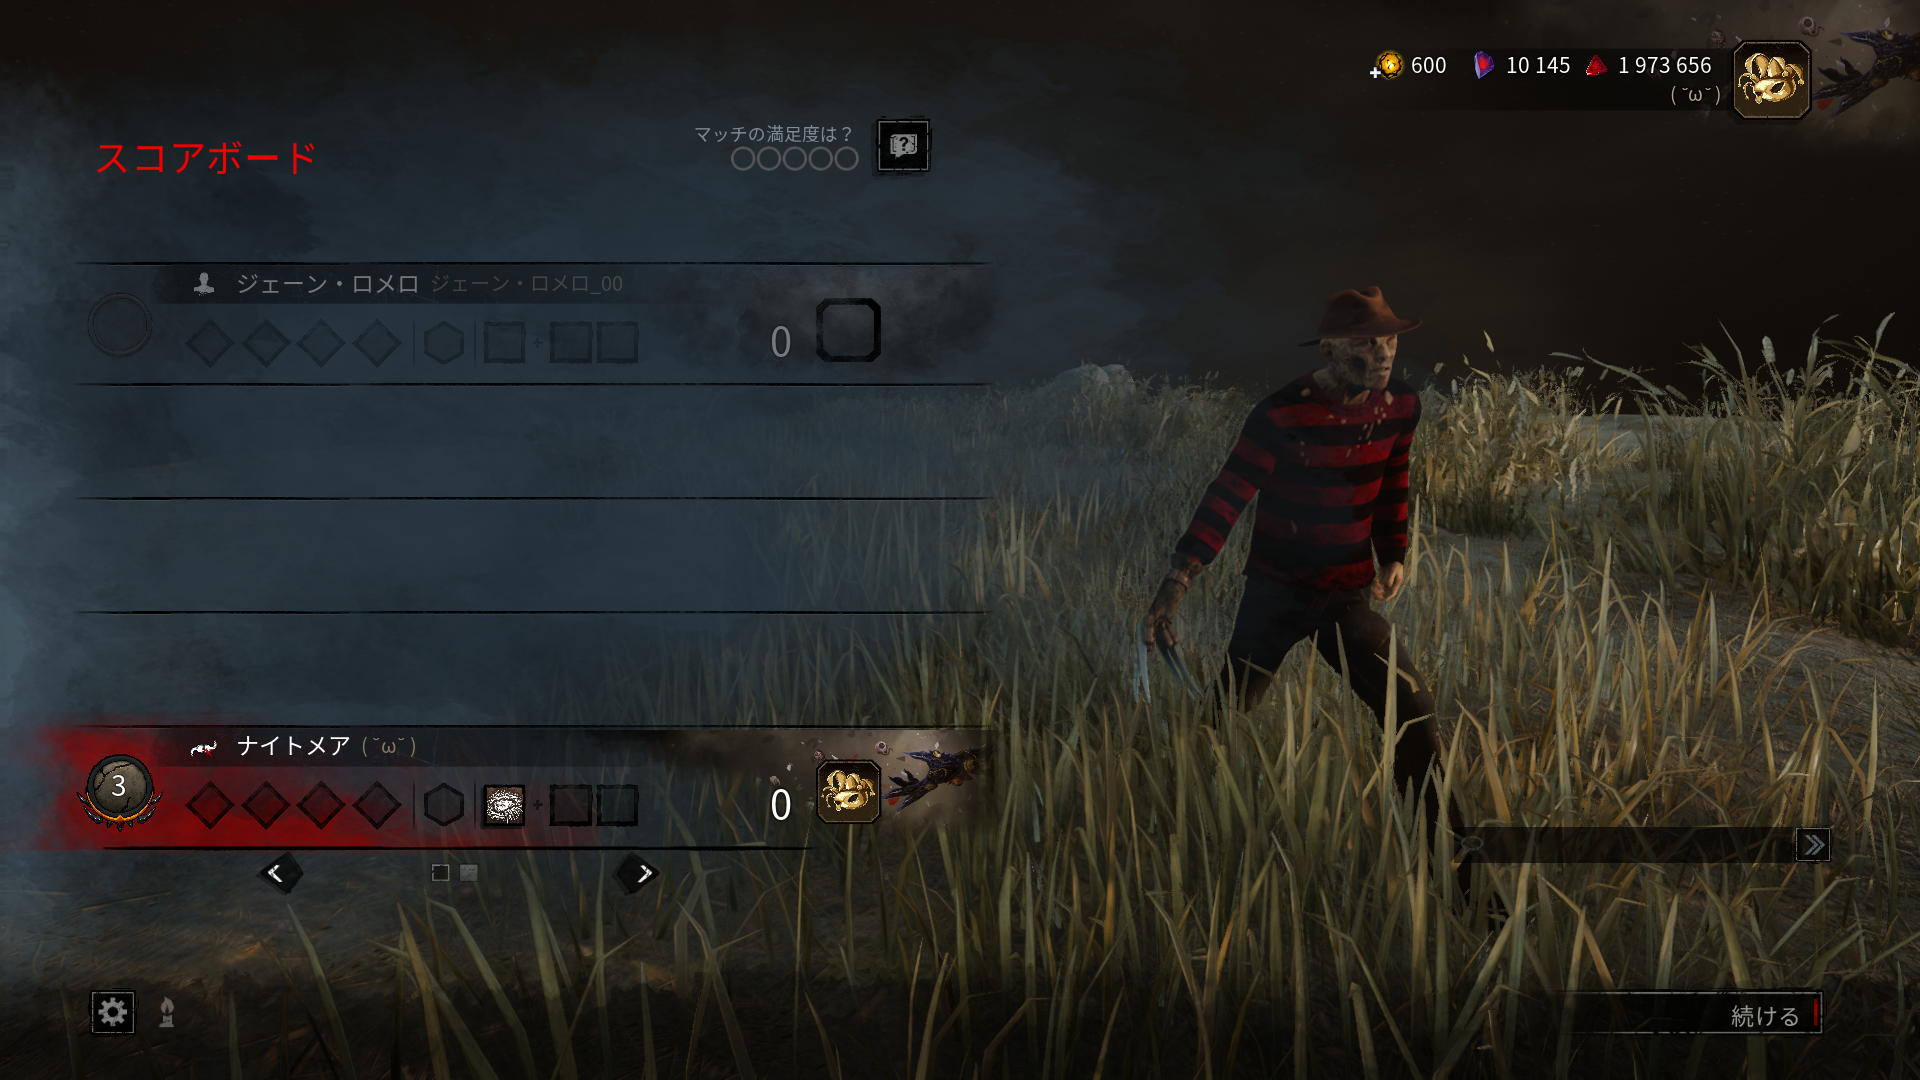 600 10 145 1 973 656
( ˘ω˘ )
スコアボード
マッチの満足度は？
ジェーン・ロメロ ジェーン・ロメロ_00
0
ナイトメア ( ˘ω˘ )
3
0
続ける